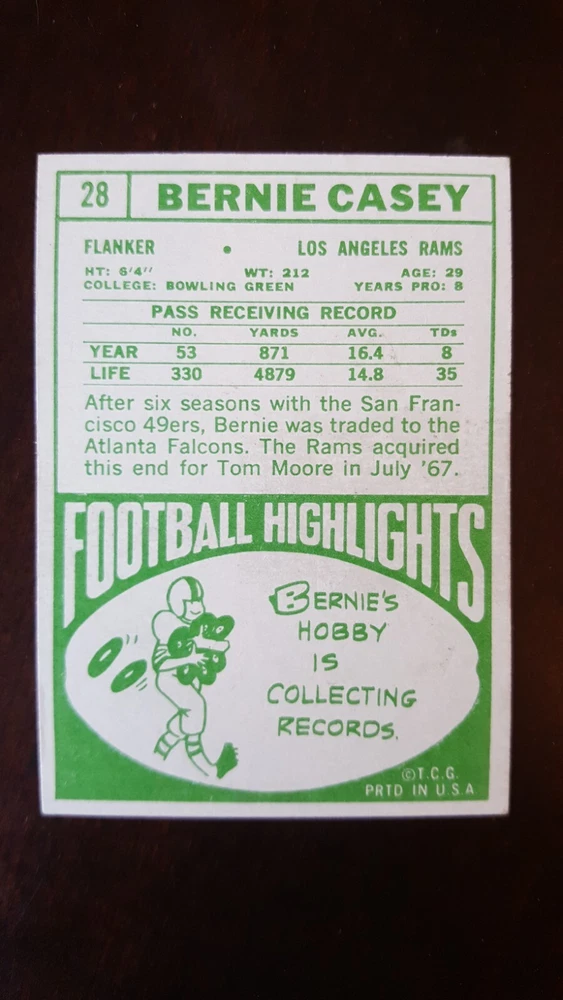 28 BERNIE CASEY
FLANKER • LOS ANGELES RAMS
HT: 6'4" WT: 212 AGE: 29
COLLEGE: BOWLING GREEN YEARS PRO: 8
PASS RECEIVING RECORD
NO. YARDS AVG. TDs
YEAR 53 871 16.4 8
LIFE 330 4879 14.8 35
After six seasons with the San Fran-
cisco 49ers, Bernie was traded to the
Atlanta Falcons. The Rams acquired
this end for Tom Moore in July '67.
FOOTBALL HIGHLIGHTS
BERNIE'S
HOBBY
IS
COLLECTING
RECORDS.
©T.C.G.
PRTD IN U.S.A